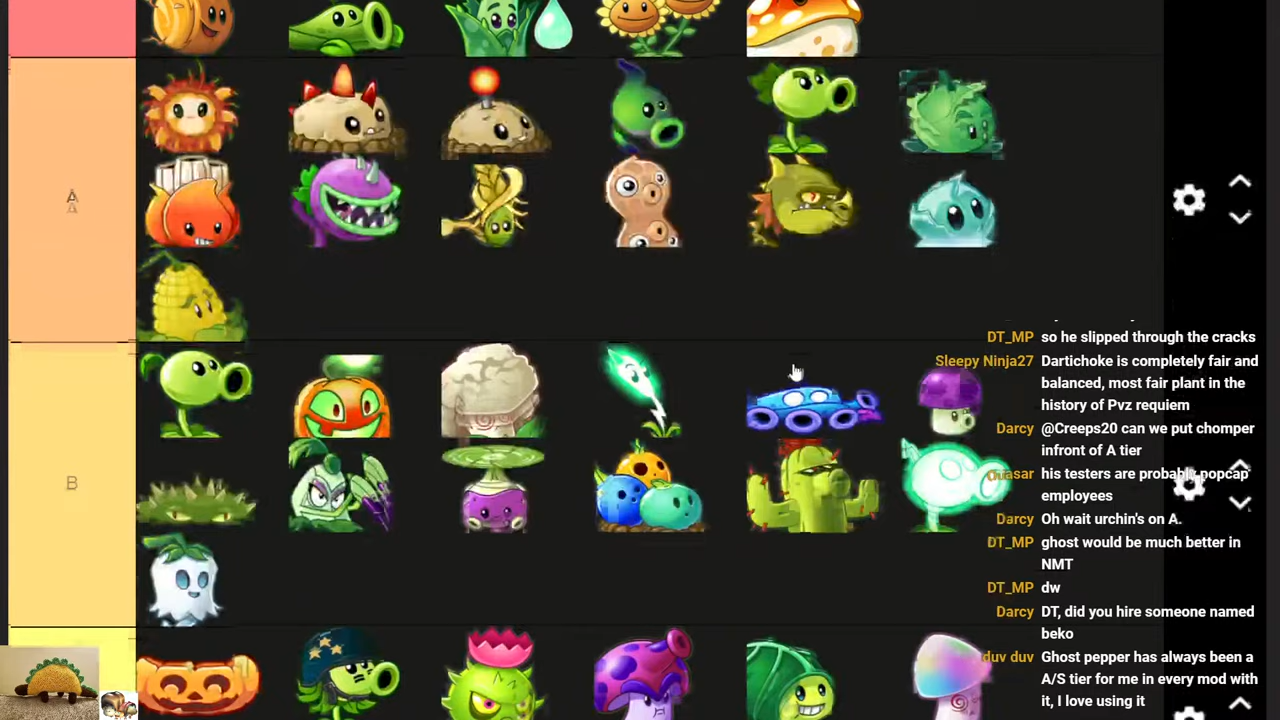 A
B
DT_MP so he slipped through the cracks
Sleepy Ninja27 Dartichoke is completely fair and
balanced, most fair plant in the
history of Pvz requiem
Darcy @Creeps20 can we put chomper
infront of A tier
Quasar his testers are probably popcap
employees
Darcy Oh wait urchin's on A.
DT_MP ghost would be much better in
NMT
DT_MP dw
Darcy DT, did you hire someone named
beko
duv duv Ghost pepper has always been a
A/S tier for me in every mod with
it, I love using it